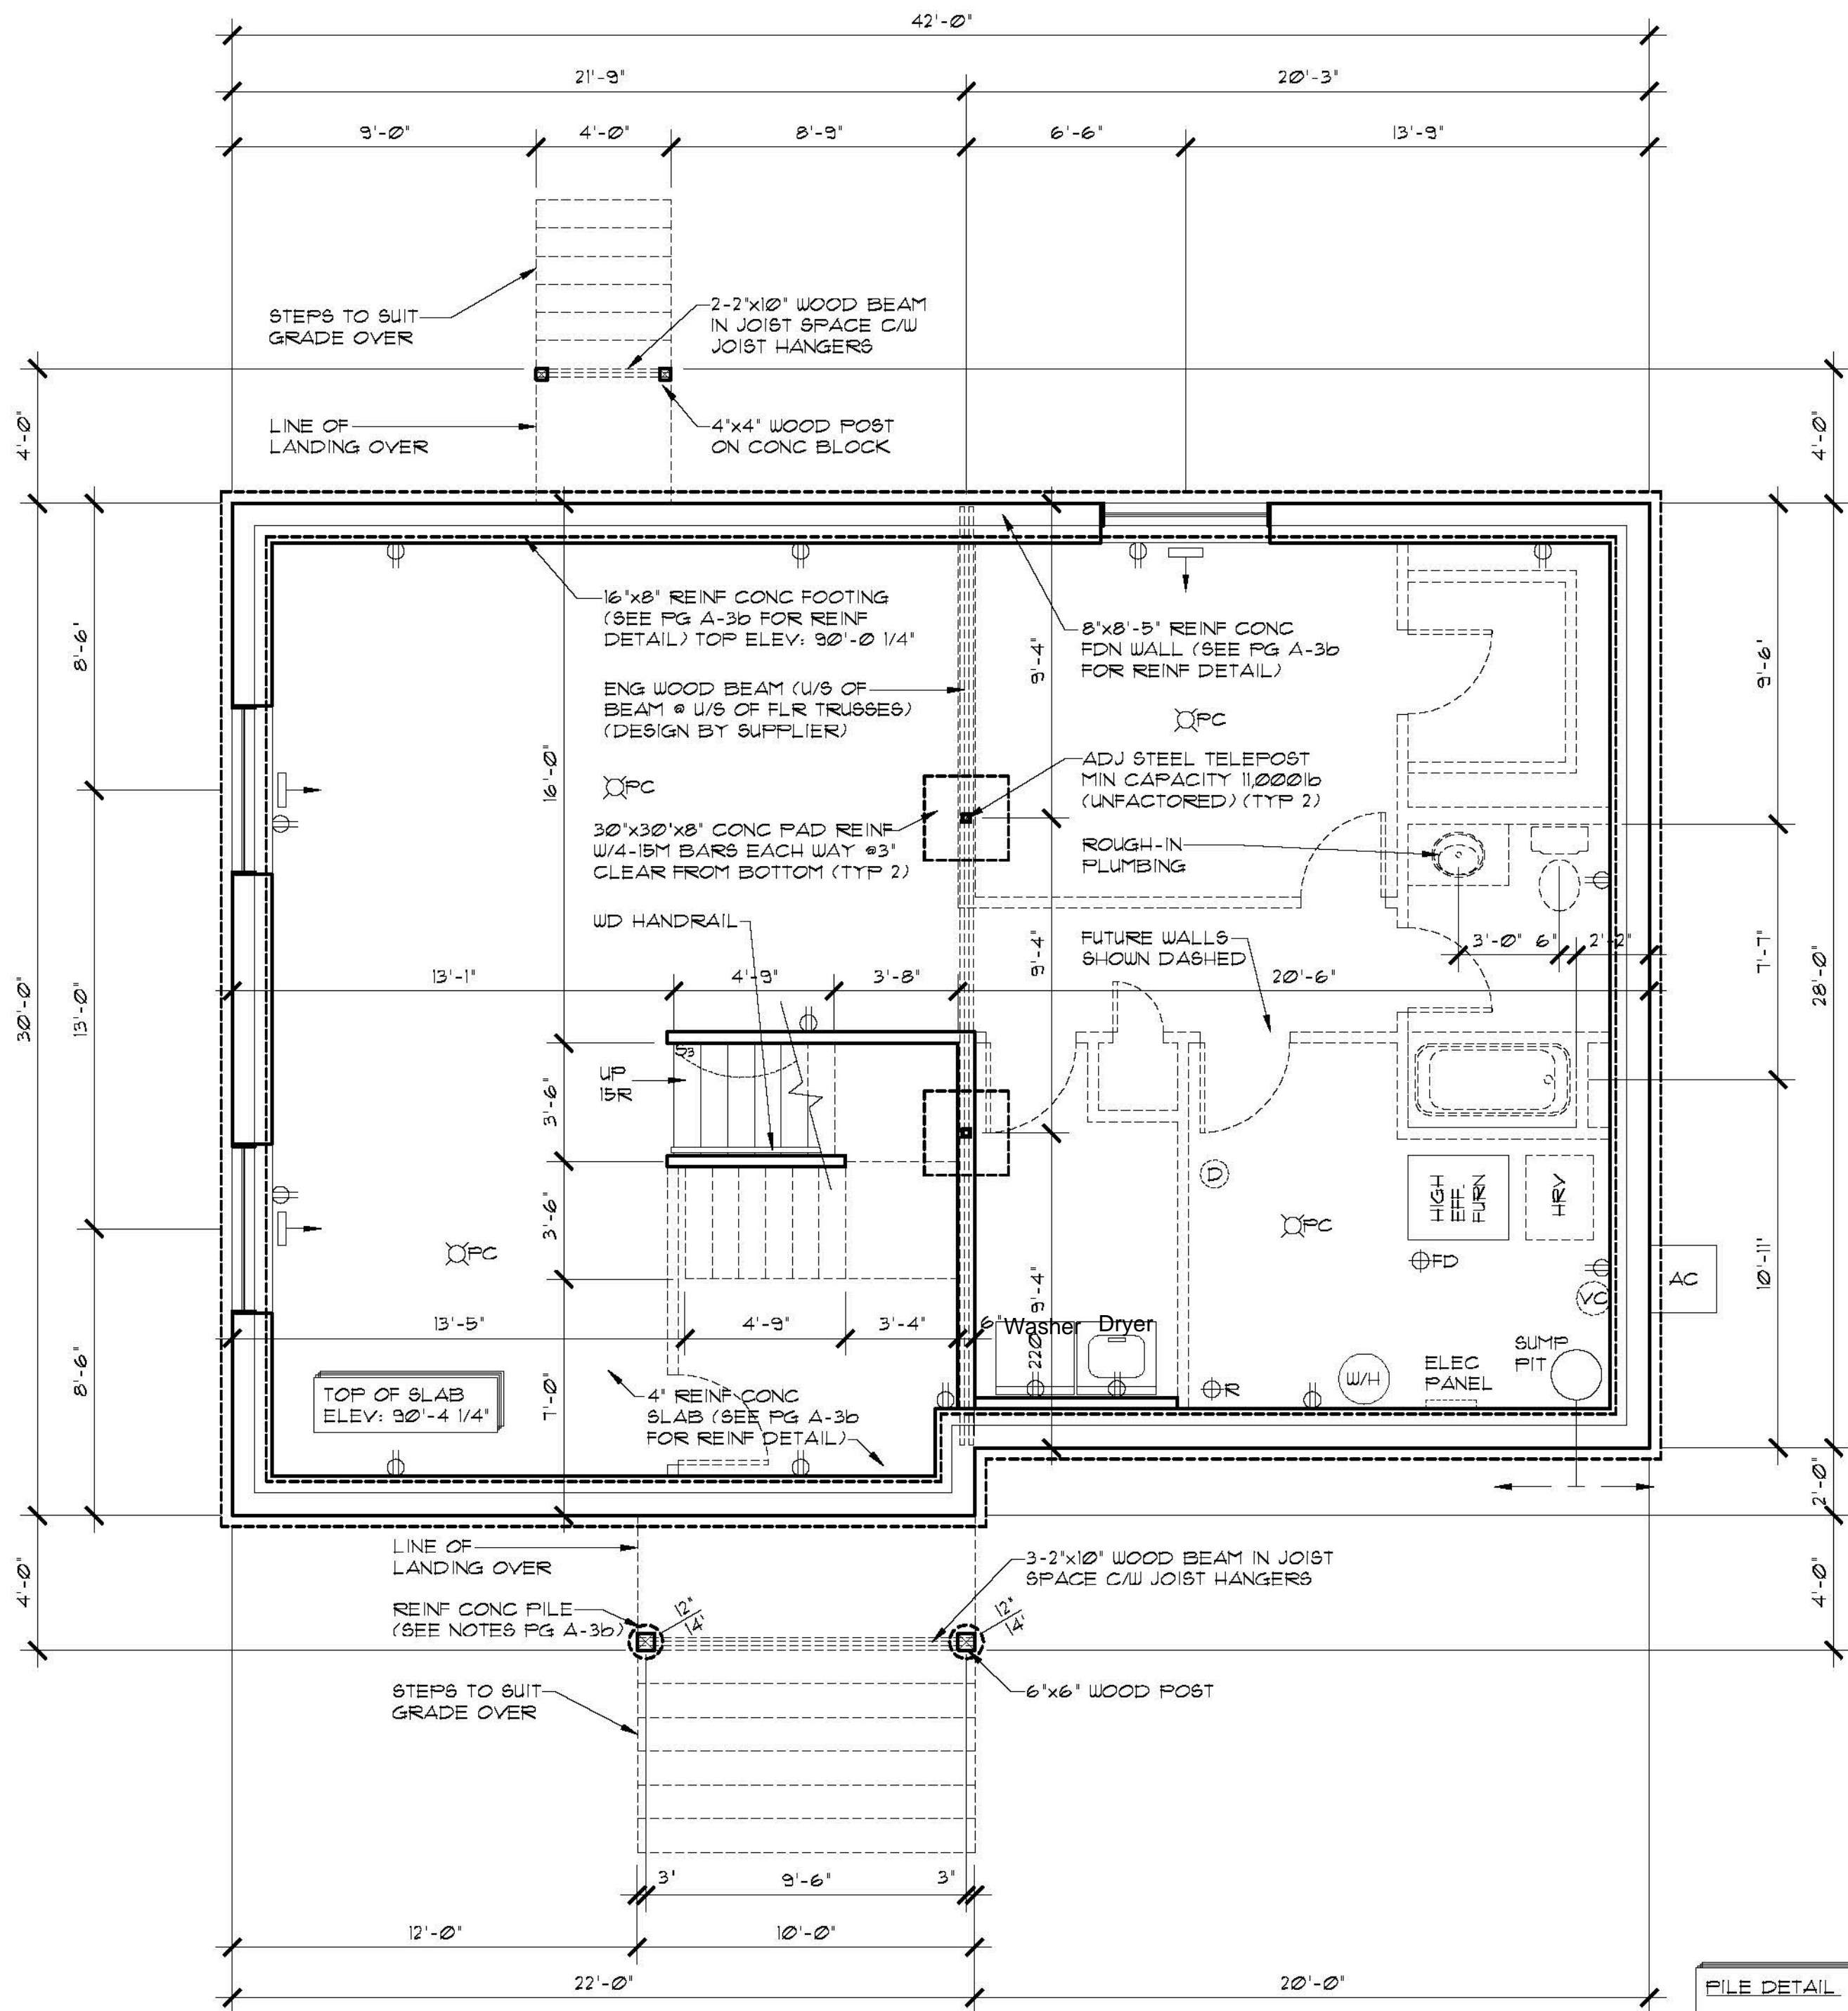 42'-0"
21'-9"
20'-3"
9'-0"
4'-0"
8'-9"
6'-6"
13'-9"
STEPS TO SUIT
GRADE OVER
2-2"x10" WOOD BEAM
IN JOIST SPACE C/W
JOIST HANGERS
LINE OF
LANDING OVER
4"x4" WOOD POST
ON CONC BLOCK
4'-0"
4'-0"
16"x8" REINF CONC FOOTING
(SEE PG A-3b FOR REINF
DETAIL) TOP ELEV: 90'-0 1/4"
8"x8'-5" REINF CONC
FDN WALL (SEE PG A-3b
FOR REINF DETAIL)
8'-6'
9'-4"
9'-6'
ENG WOOD BEAM (U/S OF
BEAM @ U/S OF FLR TRUSSES)
(DESIGN BY SUPPLIER)
PC
PC
16'-0"
ADJ STEEL TELEPOST
MIN CAPACITY 11,000lb
(UNFACTORED) (TYP 2)
30"x30'x8" CONC PAD REINF
W/4-15M BARS EACH WAY @3"
CLEAR FROM BOTTOM (TYP 2)
ROUGH-IN
PLUMBING
WD HANDRAIL
FUTURE WALLS
SHOWN DASHED
9'-4"
3'-0"
6"
2'-2"
7'-7"
30'-0"
13'-0"
28'-0"
13'-1"
4'-9"
3'-8"
20'-6"
S3
UP
15R
3'-6"
3'-6"
D
HIGH
EFF.
FURN
HRV
PC
PC
FD
VC
AC
9'-4"
10'-11'
13'-5"
4'-9"
3'-4"
6"
Washer
Dryer
220
8'-6"
7'-0"
TOP OF SLAB
ELEV: 90'-4 1/4"
4" REINF CONC
SLAB (SEE PG A-3b
FOR REINF DETAIL)
R
W/H
ELEC
PANEL
SUMP
PIT
2'-0"
4'-0"
4'-0"
LINE OF
LANDING OVER
3-2"x10" WOOD BEAM IN JOIST
SPACE C/W JOIST HANGERS
REINF CONC PILE
(SEE NOTES PG A-3b)
12"
14'
12"
14'
STEPS TO SUIT
GRADE OVER
6"x6" WOOD POST
3'
9'-6"
3"
12'-0"
10'-0"
22'-0"
20'-0"
PILE DETAIL